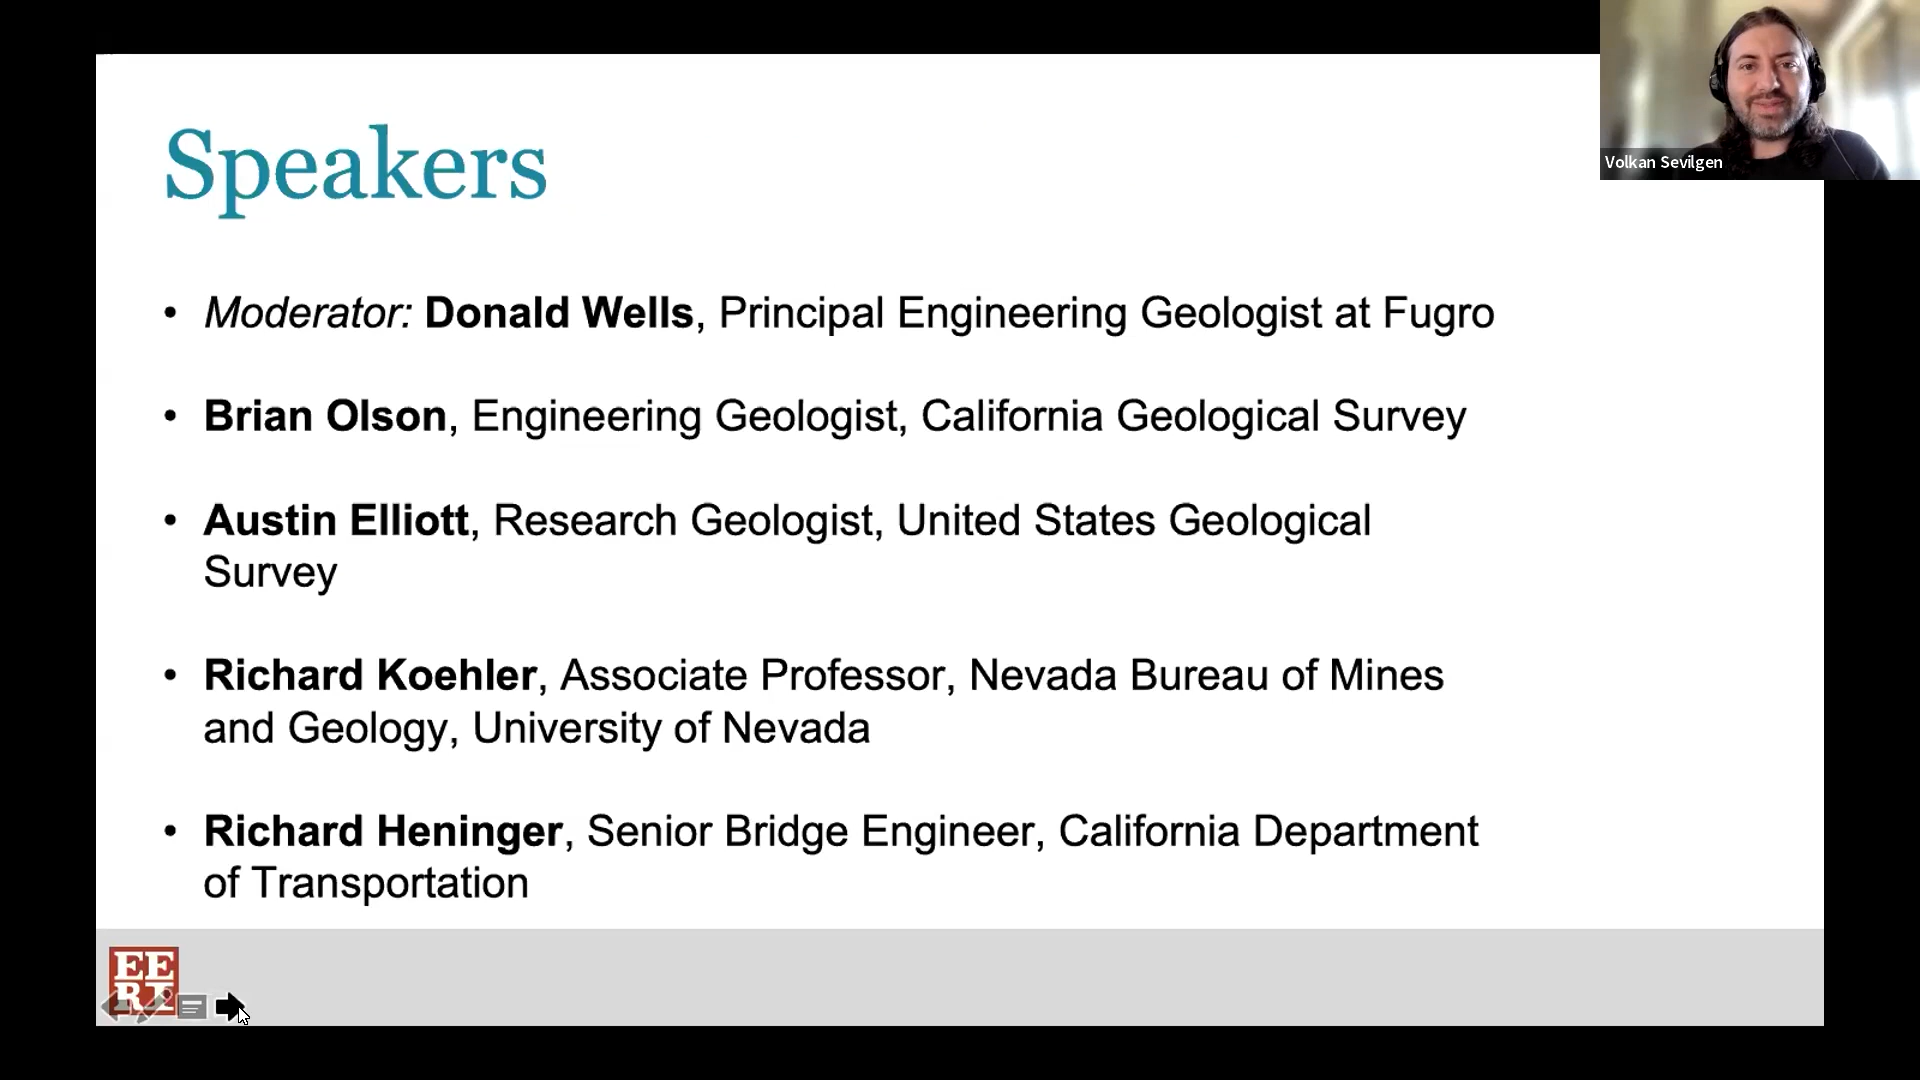 Volkan Sevilgen
Speakers
• Moderator: Donald Wells, Principal Engineering Geologist at Fugro
• Brian Olson, Engineering Geologist, California Geological Survey
• Austin Elliott, Research Geologist, United States Geological
Survey
• Richard Koehler, Associate Professor, Nevada Bureau of Mines
and Geology, University of Nevada
• Richard Heninger, Senior Bridge Engineer, California Department
of Transportation
EE
RI